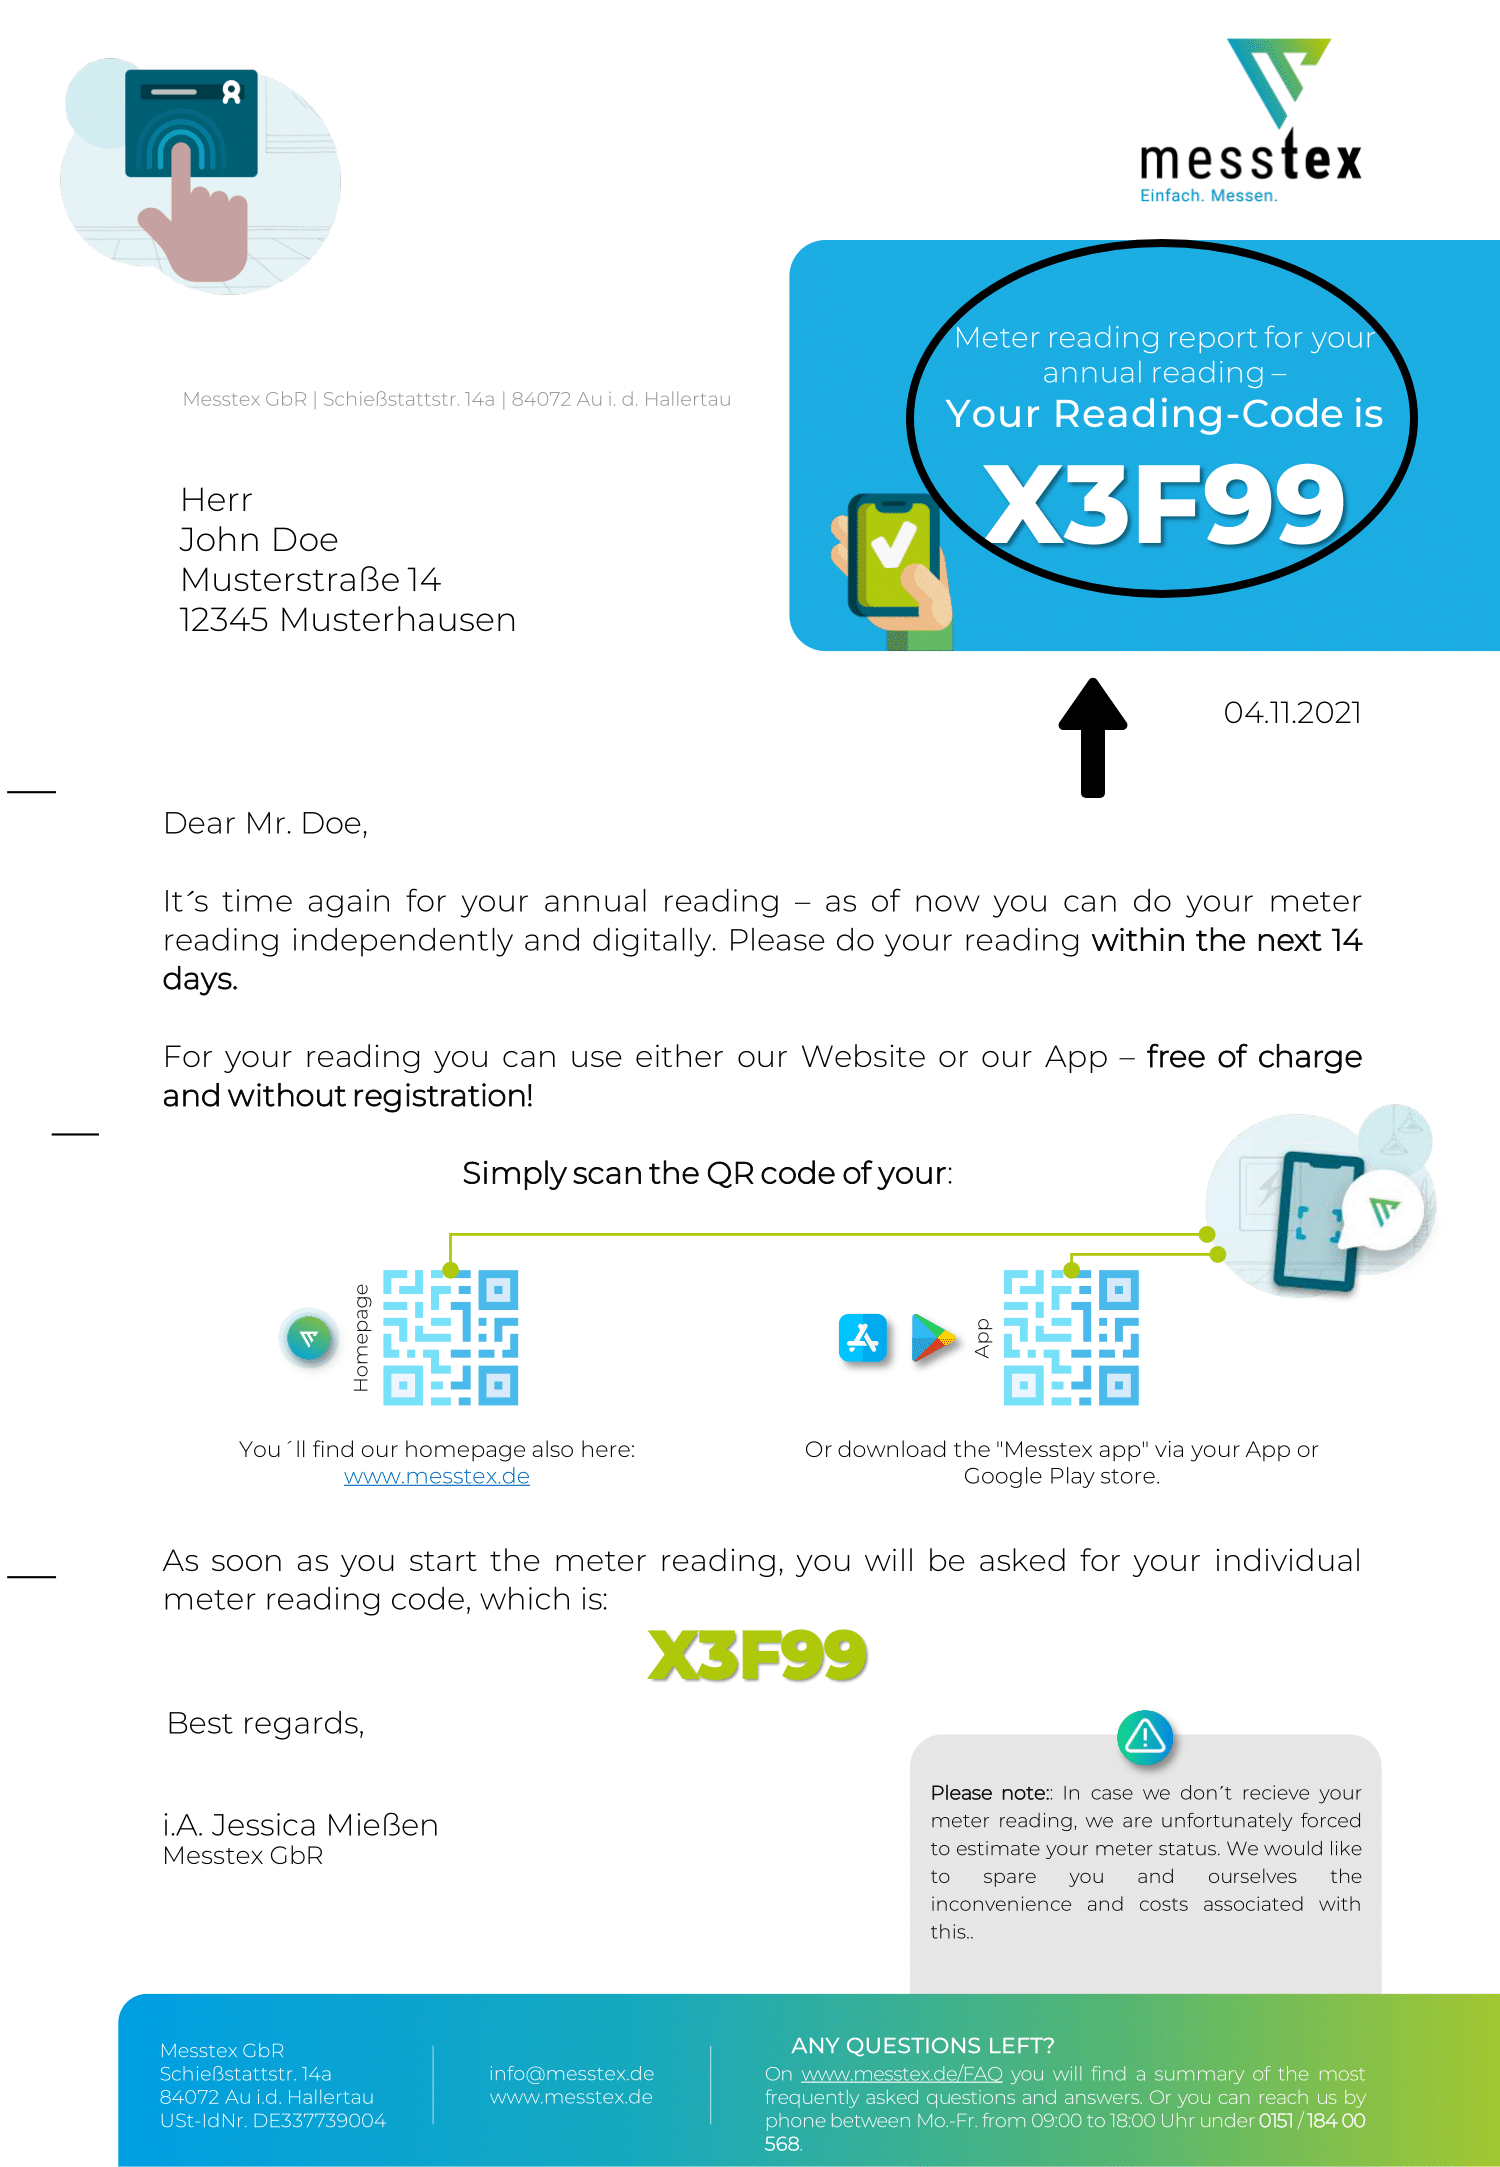 messtex
Einfach. Messen.
Meter reading report for your
annual reading –
Your Reading-Code is
X3F99
Messtex GbR | Schießstattstr. 14a | 84072 Au i. d. Hallertau
Herr
John Doe
Musterstraße 14
12345 Musterhausen
04.11.2021
Dear Mr. Doe,
It´s time again for your annual reading – as of now you can do your meter
reading independently and digitally. Please do your reading within the next 14
days.
For your reading you can use either our Website or our App – free of charge
and without registration!
Simply scan the QR code of your:
Homepage
App
You´ll find our homepage also here:
www.messtex.de
Or download the "Messtex app" via your App or
Google Play store.
As soon as you start the meter reading, you will be asked for your individual
meter reading code, which is:
X3F99
Best regards,
i.A. Jessica Mießen
Messtex GbR
Please note:: In case we don´t recieve your
meter reading, we are unfortunately forced
to estimate your meter status. We would like
to spare you and ourselves the
inconvenience and costs associated with
this..
Messtex GbR
Schießstattstr. 14a
84072 Au i.d. Hallertau
USt-IdNr. DE337739004
info@messtex.de
www.messtex.de
ANY QUESTIONS LEFT?
On www.messtex.de/FAQ you will find a summary of the most
frequently asked questions and answers. Or you can reach us by
phone between Mo.-Fr. from 09:00 to 18:00 Uhr under 0151 / 184 00
568.